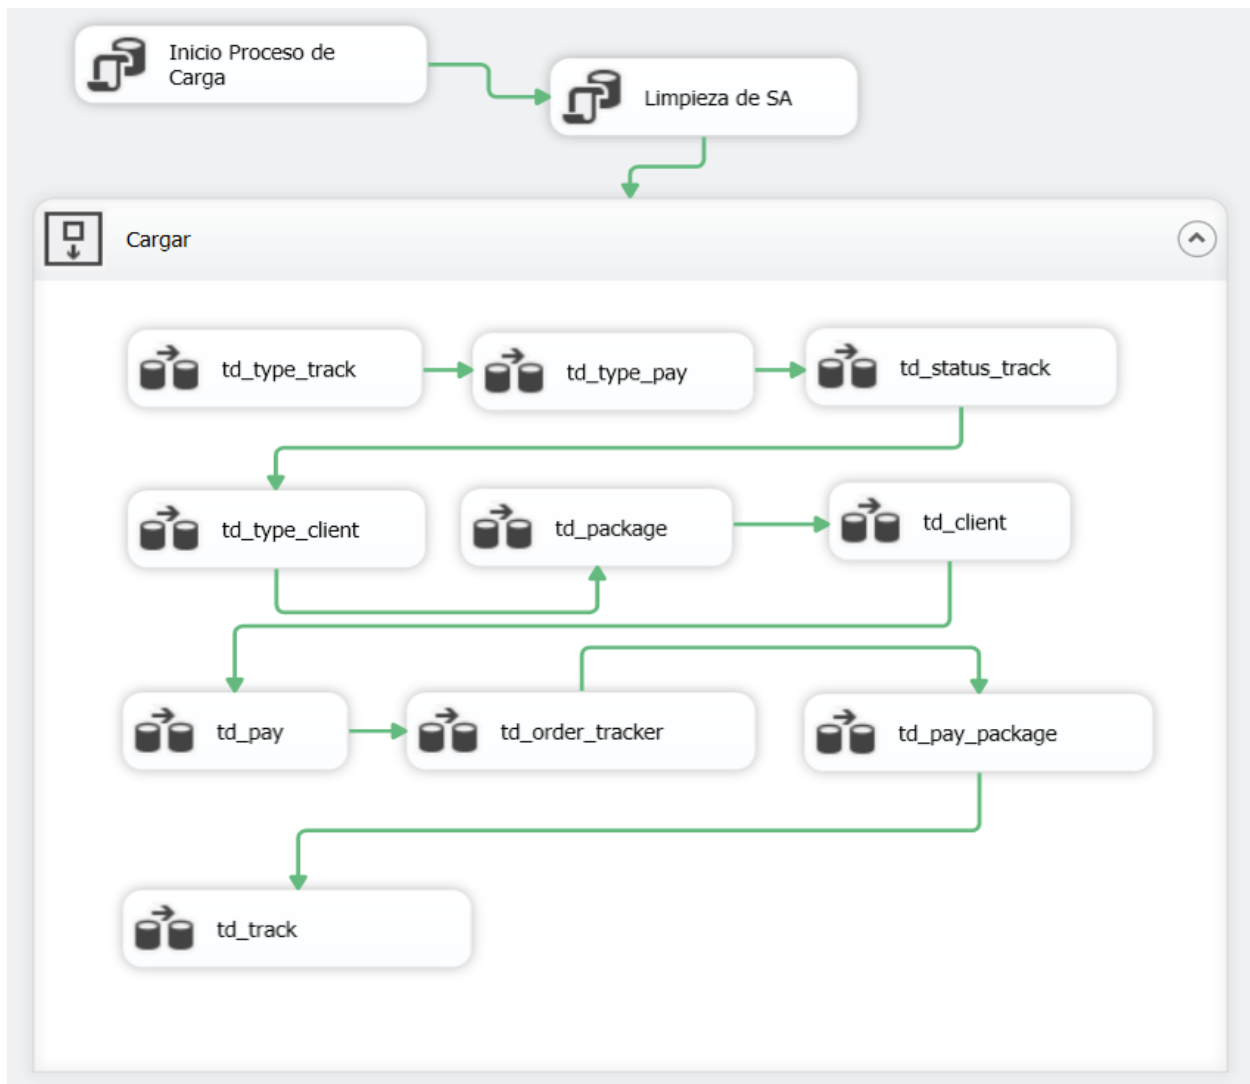 Inicio Proceso de
Carga
Limpieza de SA
Cargar
td_type_track
td_type_pay
td_status_track
td_type_client
td_package
td_client
td_pay
td_order_tracker
td_pay_package
td_track